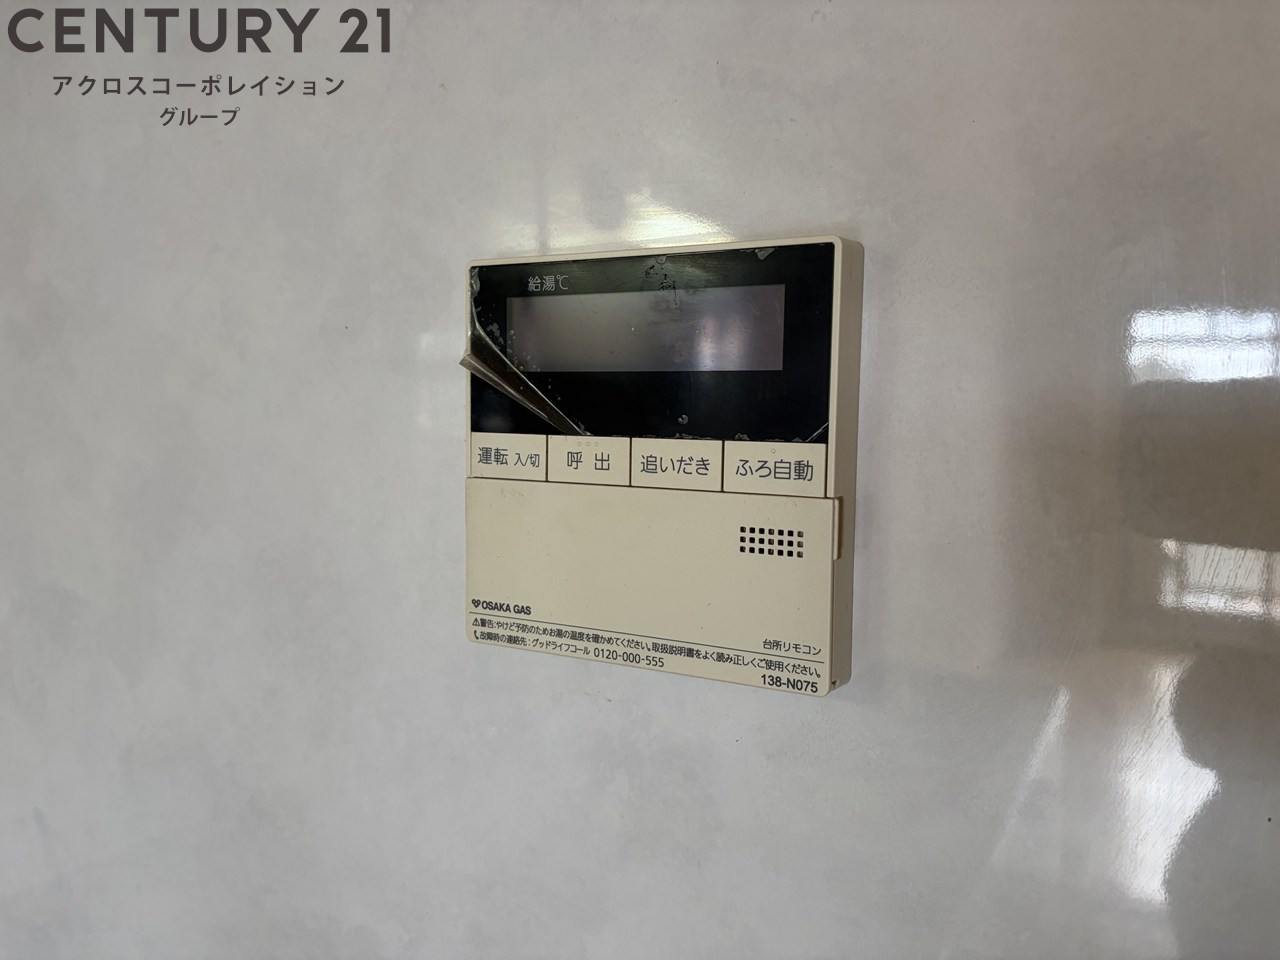 CENTURY 21
アクロスコーポレイション
グループ
給湯℃
運転 入/切
呼 出
追いだき
ふろ自動
OSAKA GAS
台所リモコン
⚠警告:やけど予防のためお湯の温度を確かめてください。取扱説明書をよく読み正しくご使用ください。
故障時の連絡先:グッドライフコール 0120-000-555
138-N075